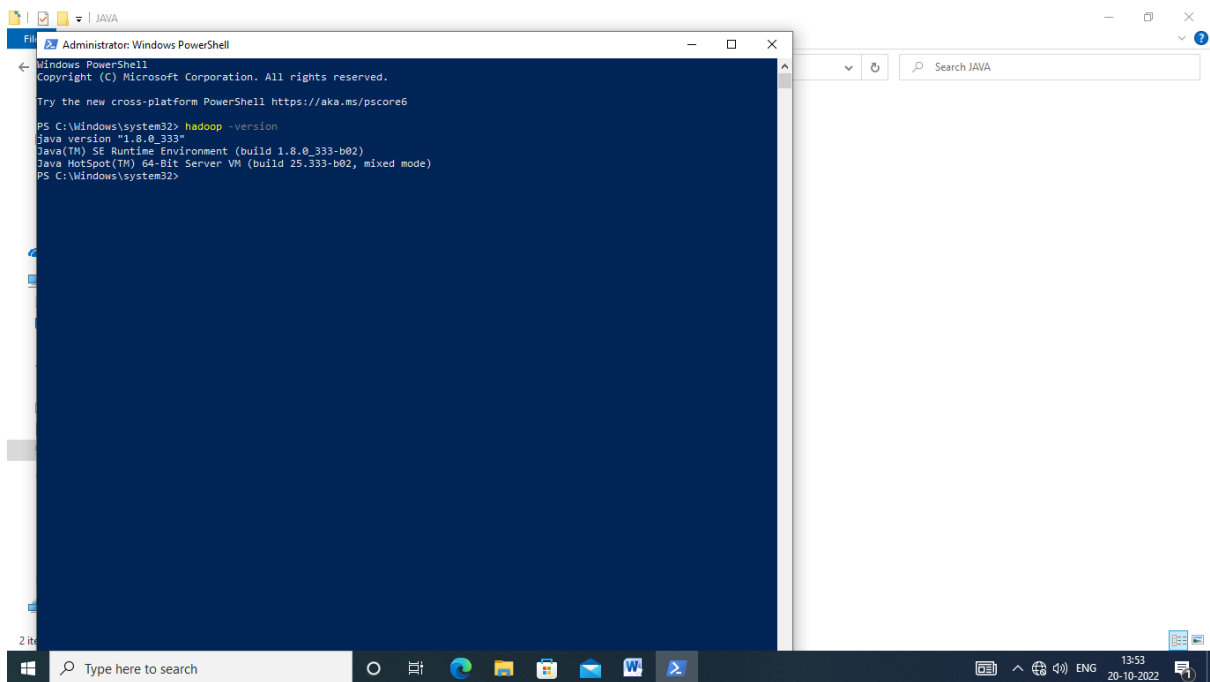 JAVA
Administrator: Windows PowerShell
Search JAVA
Windows PowerShell
Copyright (C) Microsoft Corporation. All rights reserved.
Try the new cross-platform PowerShell https://aka.ms/pscore6
PS C:\Windows\system32> hadoop -version
java version "1.8.0_333"
Java(TM) SE Runtime Environment (build 1.8.0_333-b02)
Java HotSpot(TM) 64-Bit Server VM (build 25.333-b02, mixed mode)
PS C:\Windows\system32>
Type here to search
ENG
13:53
20-10-2022
1